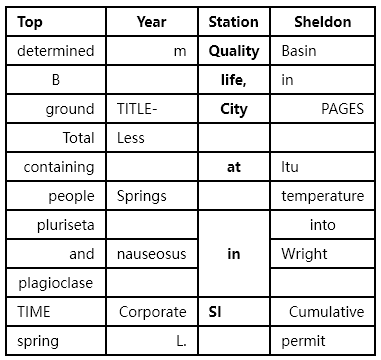 Top Year Station Sheldon
determined m Quality Basin
B life, in
ground TITLE- City PAGES
Total Less
containing at Itu
people Springs temperature
pluriseta into
and nauseosus in Wright
plagioclase
TIME Corporate SI Cumulative
spring L. permit